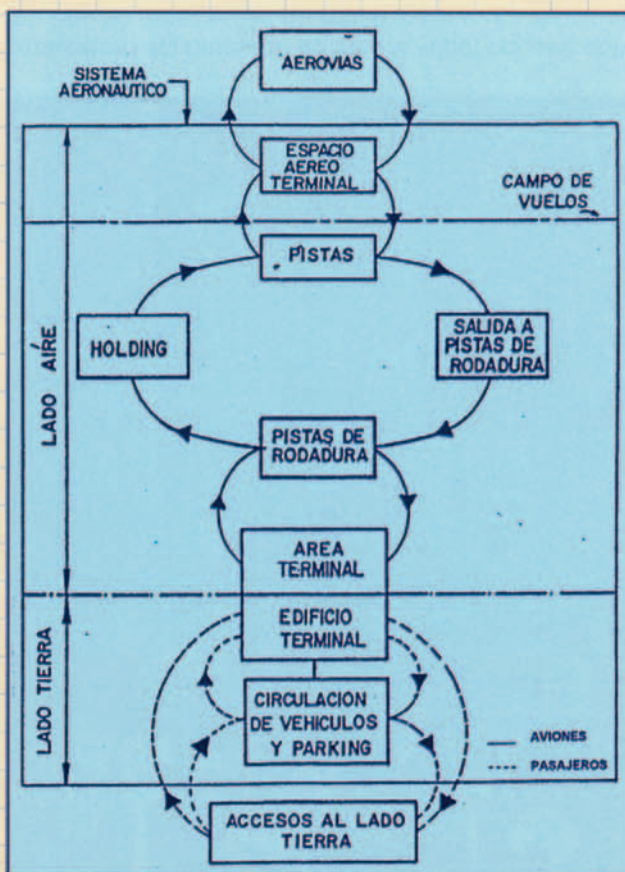 AEROVIAS
SISTEMA
AERONAUTICO
ESPACIO
AEREO
TERMINAL
CAMPO DE
VUELOS
PISTAS
HOLDING
SALIDA A
PISTAS DE
RODADURA
LADO AÍRE
PISTAS DE
RODADURA
AREA
TERMINAL
EDIFICIO
TERMINAL
LADO TIERRA
CIRCULACION
DE VEHICULOS
Y PARKING
AVIONES
PASAJEROS
ACCESOS AL LADO
TIERRA